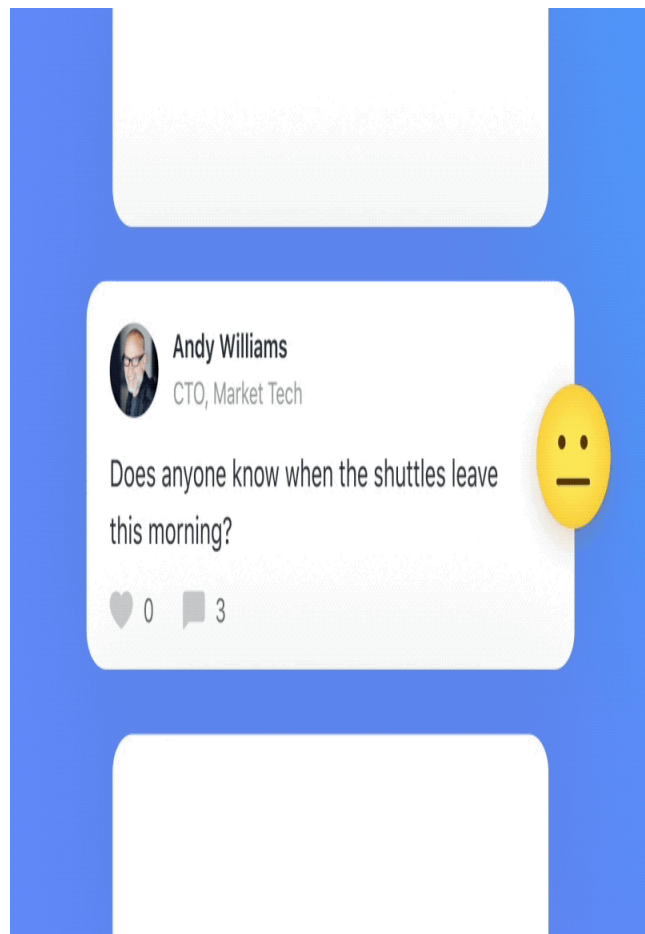 Andy Williams
CTO, Market Tech
Does anyone know when the shuttles leave
this morning?
0 3